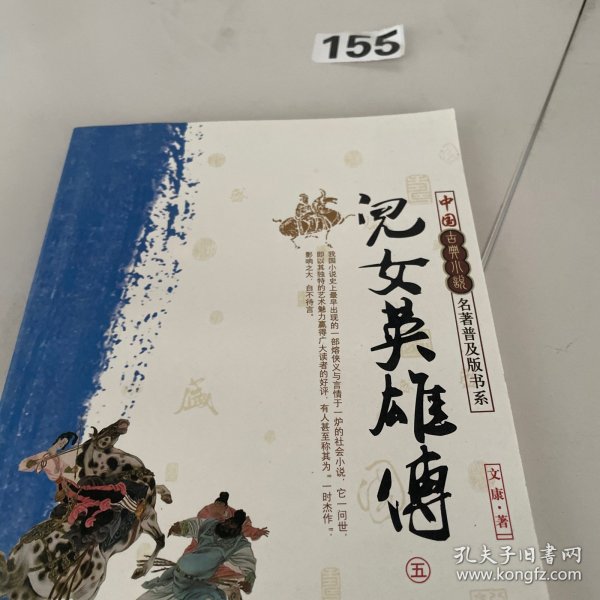 155
中国古典小说名著普及版书系
児女英雄傳
我国小说史上最早出现的一部熔侠义与言情于一炉的社会小说，它一问世，
即以其独特的艺术魅力赢得广大读者的好评，有人甚至称其为“一时杰作”，
影响之大，自不待言。
文康·著
五
孔夫子旧书网
www.kongfz.com